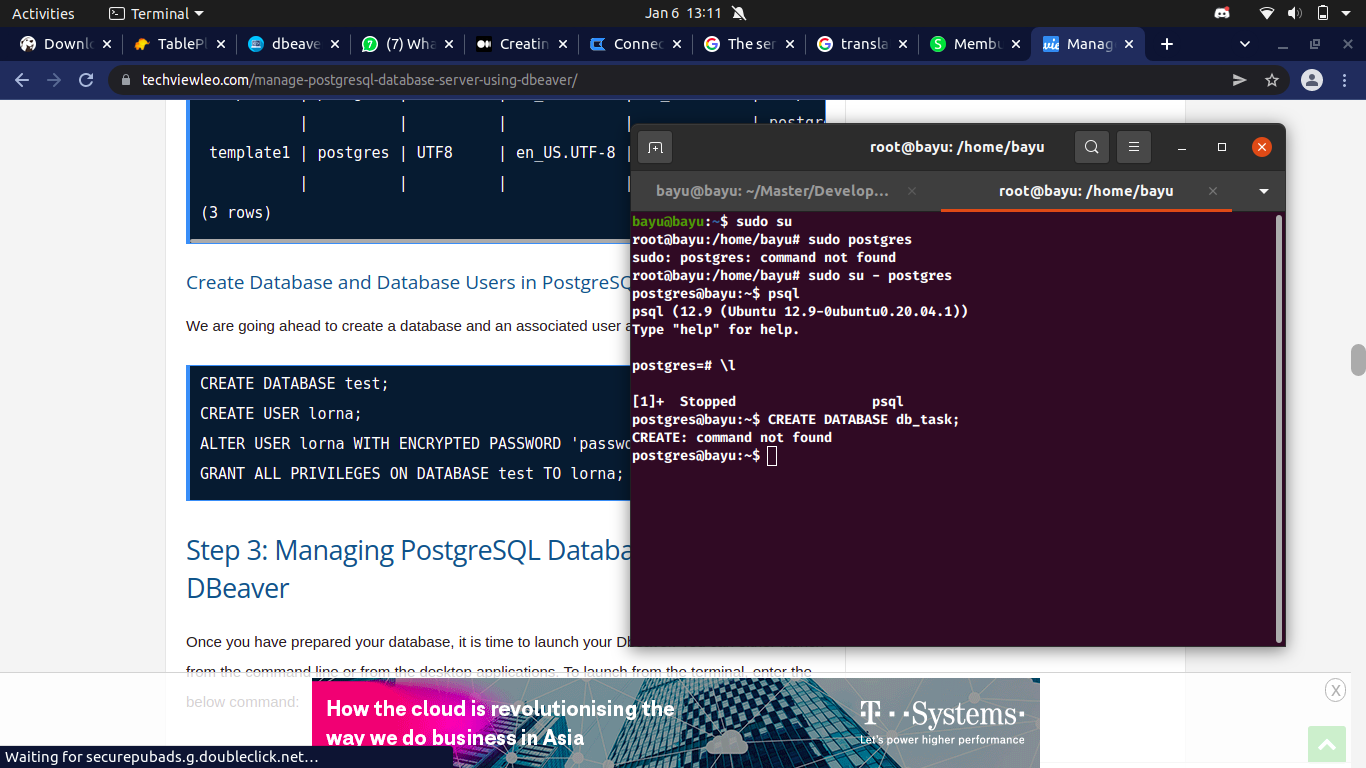 Activities
Terminal
Jan 6 13:11
Downlo
TablePl
dbeave
(7) Wha
Creatin
Connec
The ser
transla
Membu
Manag
techviewleo.com/manage-postgresql-database-server-using-dbeaver/
| | | | | postgr
template1 | postgres | UTF8 | en_US.UTF-8 |
| | | |
(3 rows)
Create Database and Database Users in PostgreSQ
We are going ahead to create a database and an associated user a
CREATE DATABASE test;
CREATE USER lorna;
ALTER USER lorna WITH ENCRYPTED PASSWORD 'passwo
GRANT ALL PRIVILEGES ON DATABASE test TO lorna;
Step 3: Managing PostgreSQL Databa
DBeaver
Once you have prepared your database, it is time to launch your
from the command line or from the desktop applications. To launch from the terminal, enter the
below command:
root@bayu: /home/bayu
bayu@bayu: ~/Master/Develop...
root@bayu: /home/bayu
bayu@bayu:~$ sudo su
root@bayu:/home/bayu# sudo postgres
sudo: postgres: command not found
root@bayu:/home/bayu# sudo su - postgres
postgres@bayu:~$ psql
psql (12.9 (Ubuntu 12.9-0ubuntu0.20.04.1))
Type "help" for help.
postgres=# \l
[1]+ Stopped psql
postgres@bayu:~$ CREATE DATABASE db_task;
CREATE: command not found
postgres@bayu:~$
How the cloud is revolutionising the
way we do business in Asia
T··Systems·
Let's power higher performance
X
Waiting for securepubads.g.doubleclick.net…